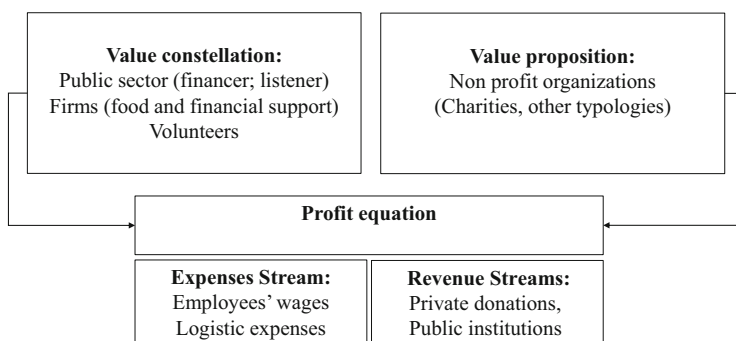 Value constellation:
Public sector (financer; listener)
Firms (food and financial support)
Volunteers
Value proposition:
Non profit organizations
(Charities, other typologies)
Profit equation
Expenses Stream:
Employees’ wages
Logistic expenses
Revenue Streams:
Private donations,
Public institutions